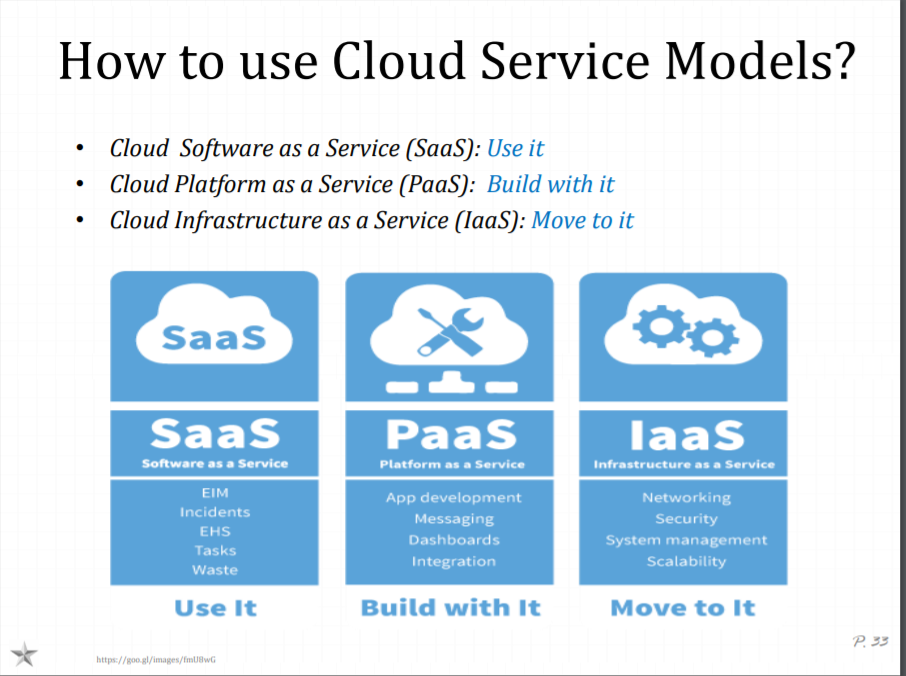 How to use Cloud Service Models?
• Cloud Software as a Service (SaaS): Use it
• Cloud Platform as a Service (PaaS): Build with it
• Cloud Infrastructure as a Service (IaaS): Move to it
SaaS
SaaS
Software as a Service
EIM
Incidents
EHS
Tasks
Waste
Use It
PaaS
Platform as a Service
App development
Messaging
Dashboards
Integration
Build with It
IaaS
Infrastructure as a Service
Networking
Security
System management
Scalability
Move to It
https://goo.gl/images/fmUBwG
P. 33